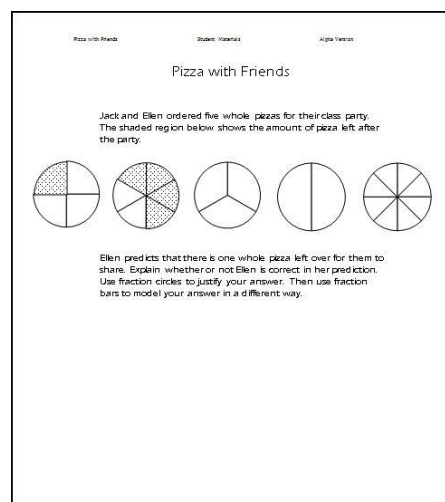 Pizza with Friends Student Materials Alpha Version
Pizza with Friends
Jack and Ellen ordered five whole pizzas for their class party.
The shaded region below shows the amount of pizza left after
the party.
Ellen predicts that there is one whole pizza left over for them to
share. Explain whether or not Ellen is correct in her prediction.
Use fraction circles to justify your answer. Then use fraction
bars to model your answer in a different way.